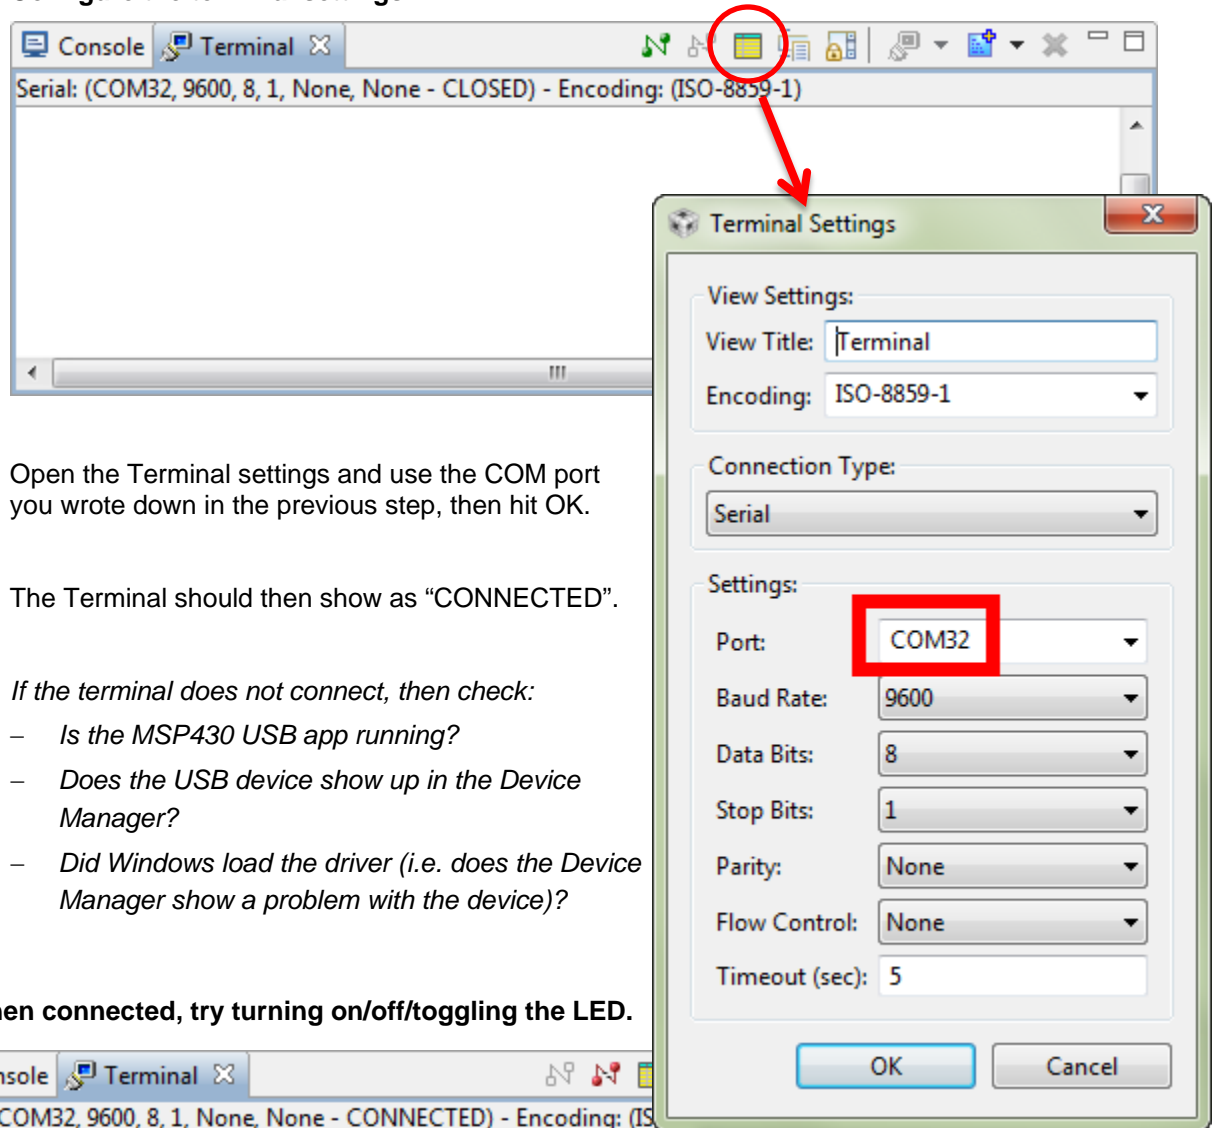 Configure the terminal settings
Console Terminal
Serial: (COM32, 9600, 8, 1, None, None - CLOSED) - Encoding: (ISO-8859-1)
Terminal Settings
View Settings:
View Title: Terminal
Encoding: ISO-8859-1
Connection Type:
Serial
Settings:
Port: COM32
Baud Rate: 9600
Data Bits: 8
Stop Bits: 1
Parity: None
Flow Control: None
Timeout (sec): 5
OK Cancel
Open the Terminal settings and use the COM port
you wrote down in the previous step, then hit OK.
The Terminal should then show as “CONNECTED”.
If the terminal does not connect, then check:
– Is the MSP430 USB app running?
– Does the USB device show up in the Device
Manager?
– Did Windows load the driver (i.e. does the Device
Manager show a problem with the device)?
en connected, try turning on/off/toggling the LED.
nsole Terminal
COM32, 9600, 8, 1, None, None - CONNECTED) - Encoding: (IS